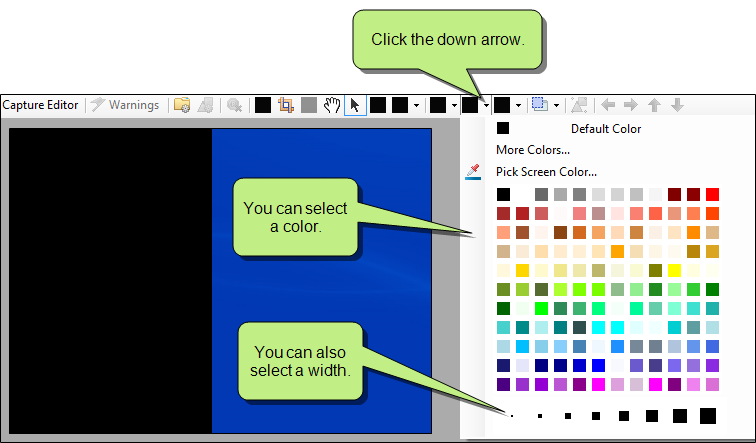 Click the down arrow.
Capture Editor
Warnings
Default Color
More Colors...
Pick Screen Color...
You can select
a color.
You can also
select a width.